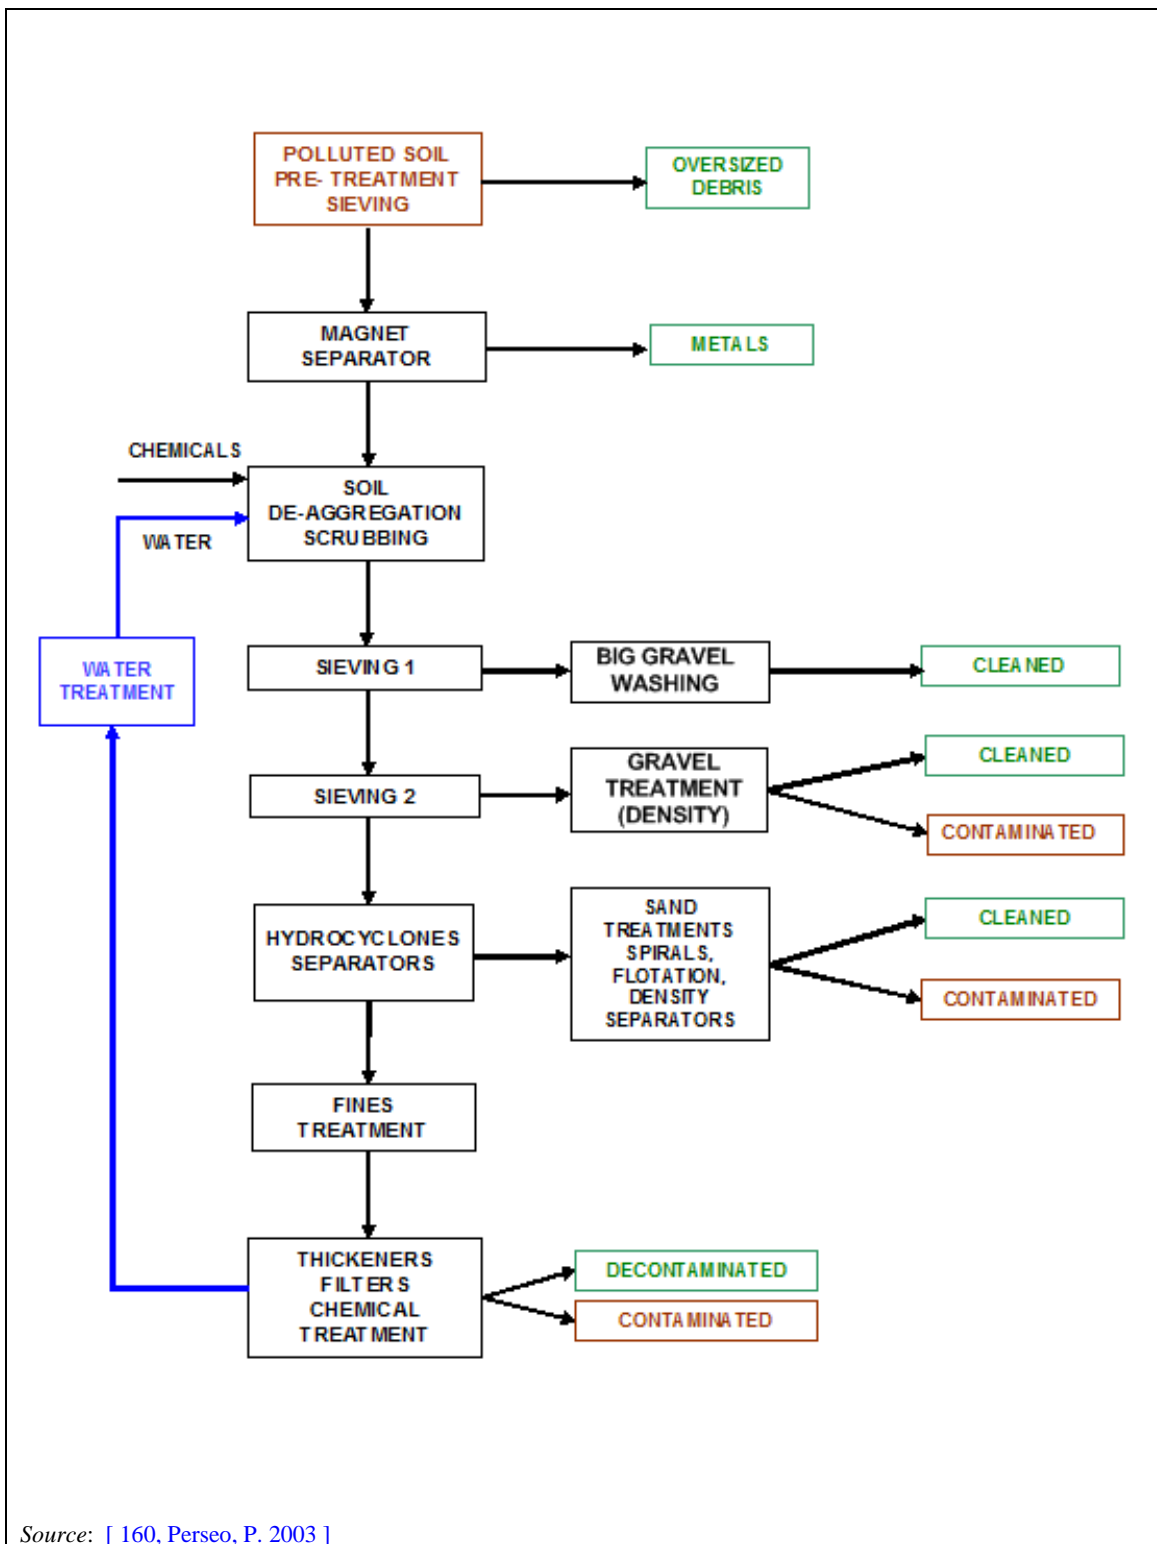 POLLUTED SOIL
PRE- TREATMENT
SIEVING
OVERSIZED
DEBRIS
MAGNET
SEPARATOR
METALS
CHEMICALS
SOIL
DE-AGGREGATION
SCRUBBING
WATER
WATER
TREATMENT
SIEVING 1
BIG GRAVEL
WASHING
CLEANED
SIEVING 2
GRAVEL
TREATMENT
(DENSITY)
CLEANED
CONTAMINATED
HYDROCYCLONES
SEPARATORS
SAND
TREATMENTS
SPIRALS,
FLOTATION,
DENSITY
SEPARATORS
CLEANED
CONTAMINATED
FINES
TREATMENT
THICKENERS
FILTERS
CHEMICAL
TREATMENT
DECONTAMINATED
CONTAMINATED
Source: [ 160, Perseo, P. 2003 ]